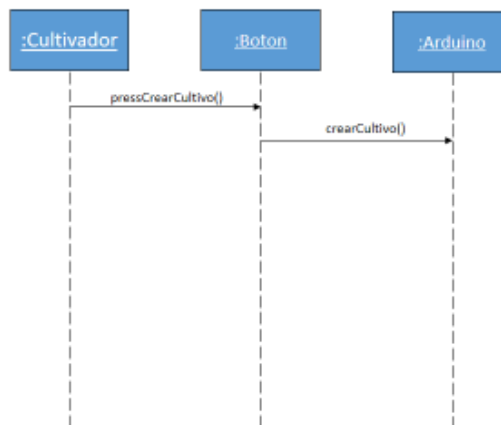 :Cultivador
:Boton
:Arduino
pressCrearCultivo()
crearCultivo()